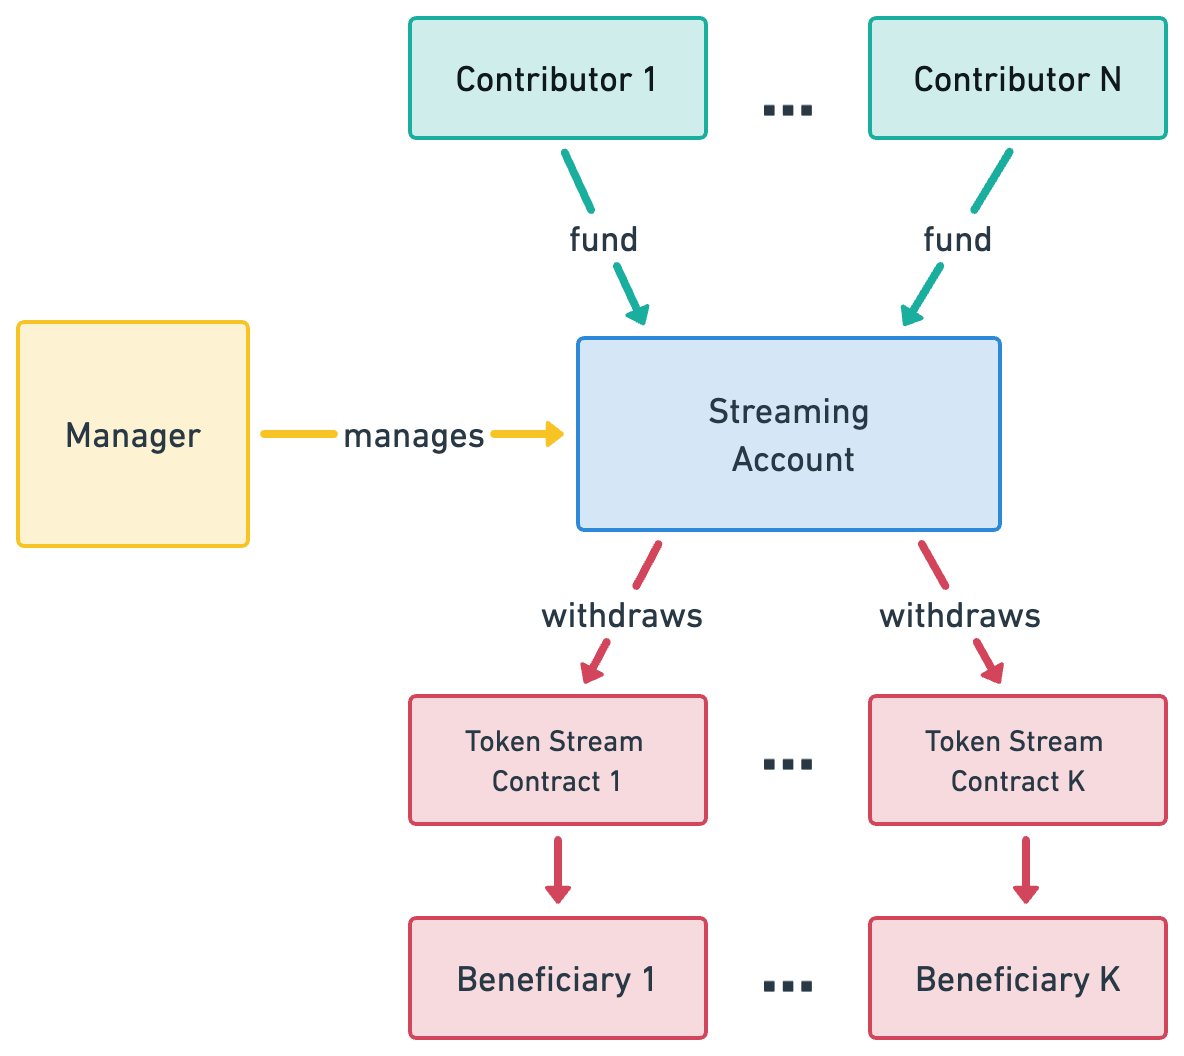 Contributor 1
...
Contributor N
fund
fund
Manager
manages
Streaming
Account
withdraws
withdraws
Token Stream
Contract 1
...
Token Stream
Contract K
Beneficiary 1
...
Beneficiary K